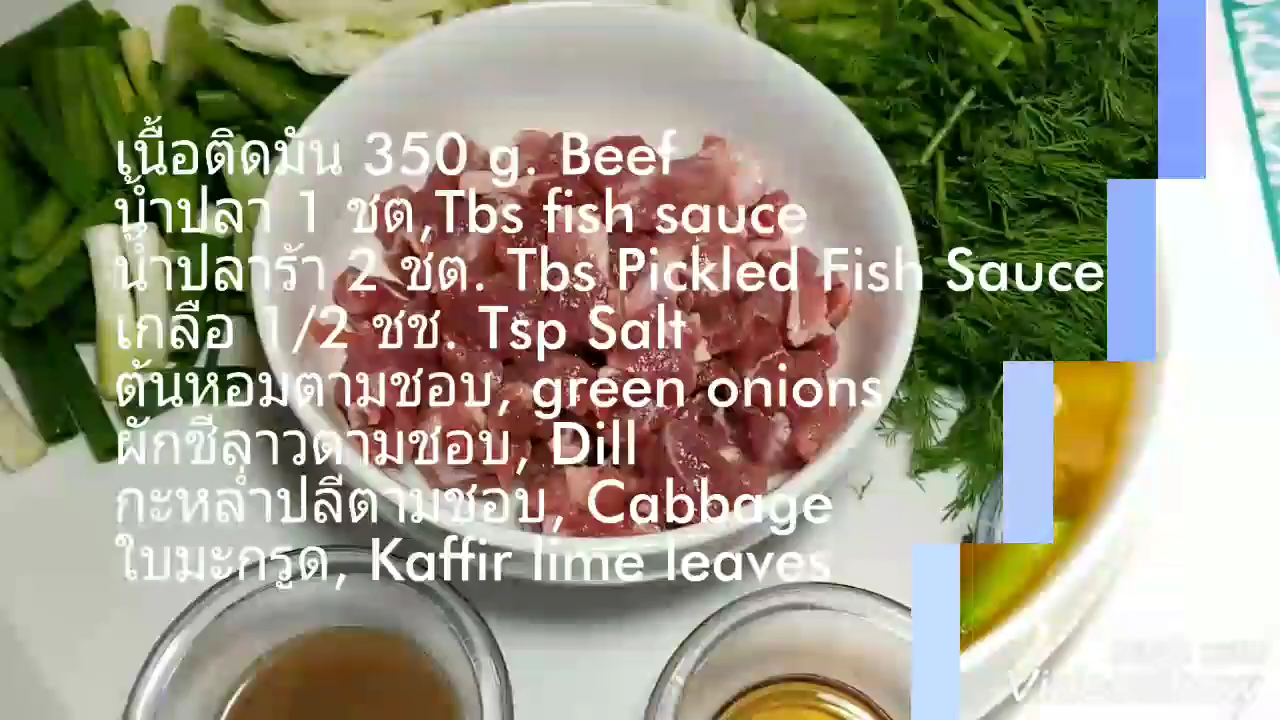 เนื้อติดมัน 350 g. Beef
น้ำปลา 1 ชต,Tbs fish sauce
น้ำปลาร้า 2 ชต. Tbs Pickled Fish Sauce
เกลือ 1/2 ชช. Tsp Salt
ต้นหอมตามชอบ, green onions
ผักชีลาวตามชอบ, Dill
กะหล่ำปลีตามชอบ, Cabbage
ใบมะกรูด, Kaffir lime leaves